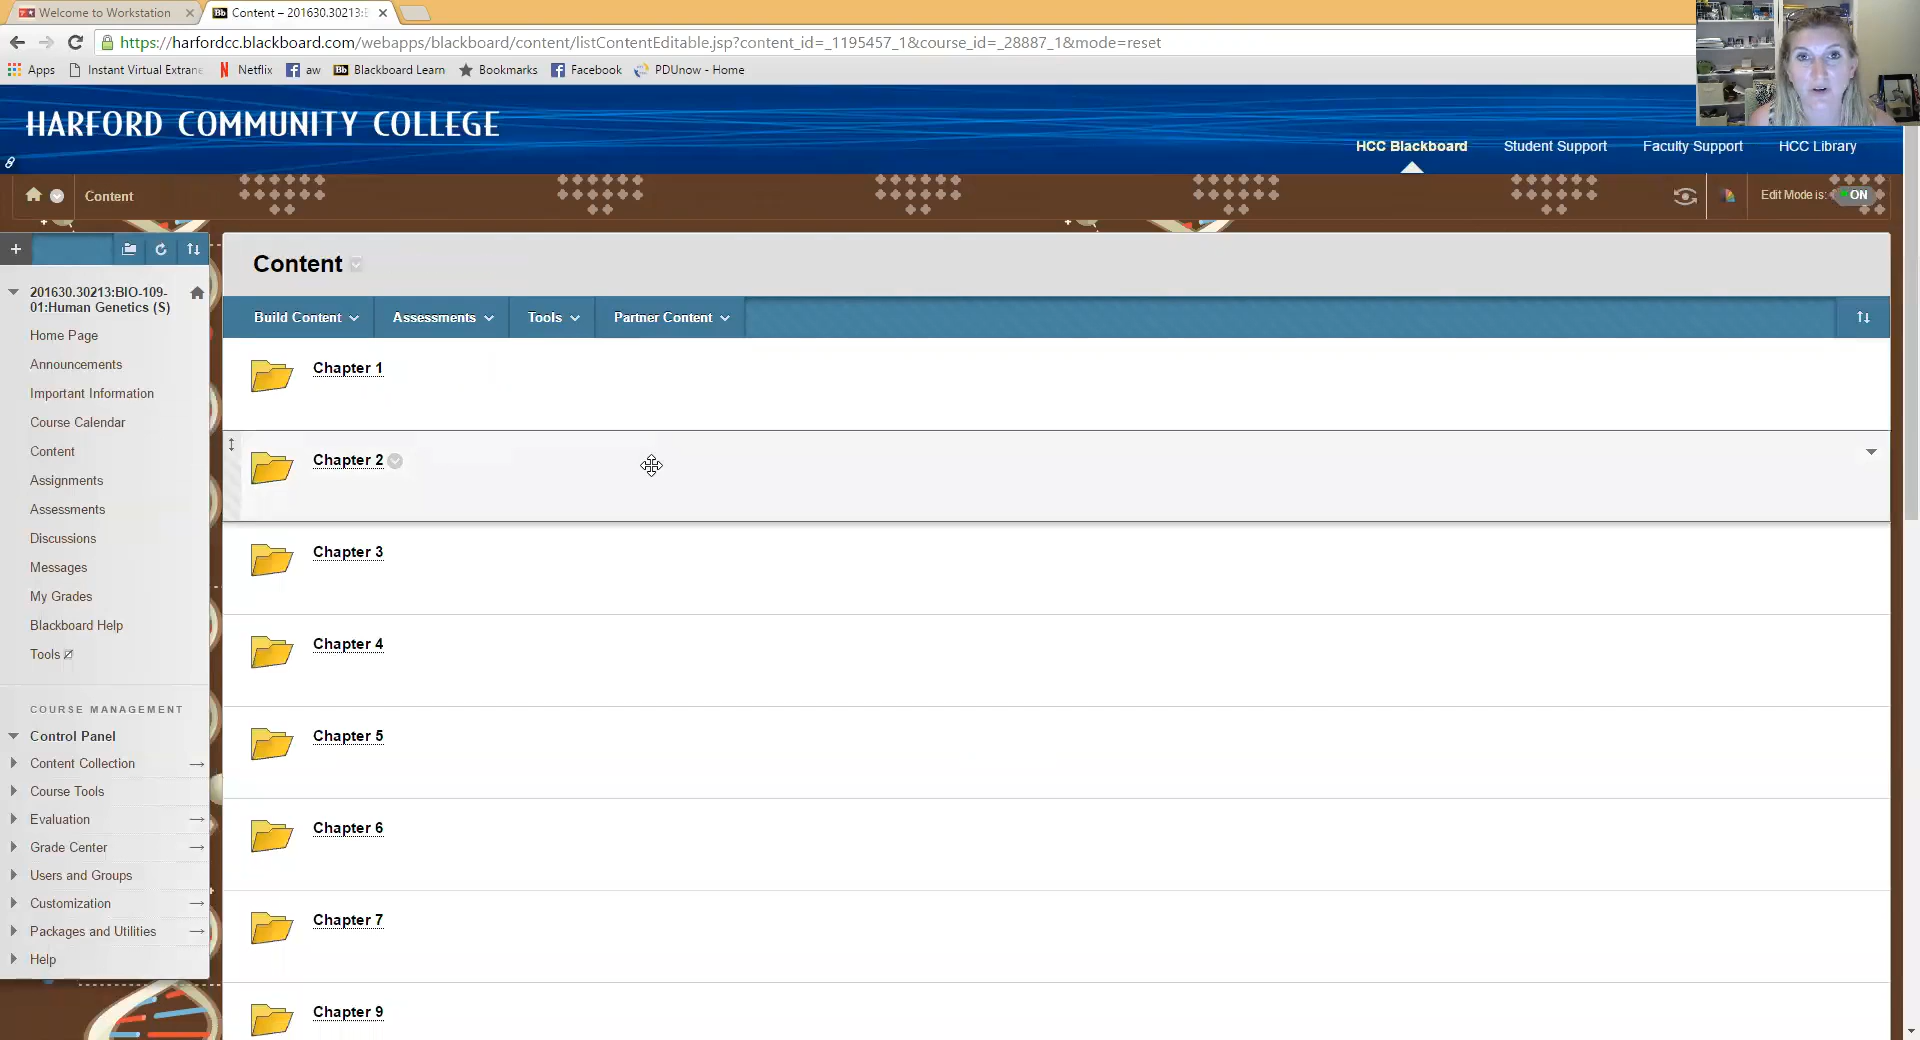 Welcome to Workstation
Content – 201630.30213:
https://harfordcc.blackboard.com/webapps/blackboard/content/listContentEditable.jsp?content_id=_1195457_1&course_id=_28887_1&mode=reset
Apps Instant Virtual Extran Netflix aw Bb Blackboard Learn Bookmarks Facebook PDUnow - Home
HARFORD COMMUNITY COLLEGE
HCC Blackboard Student Support Faculty Support HCC Library
Content
Edit Mode is: ON
201630.30213:BIO-109-
01:Human Genetics (S)
Home Page
Announcements
Important Information
Course Calendar
Content
Assignments
Assessments
Discussions
Messages
My Grades
Blackboard Help
Tools
COURSE MANAGEMENT
Control Panel
Content Collection
Course Tools
Evaluation
Grade Center
Users and Groups
Customization
Packages and Utilities
Help
Content
Build Content Assessments Tools Partner Content
Chapter 1
Chapter 2
Chapter 3
Chapter 4
Chapter 5
Chapter 6
Chapter 7
Chapter 9